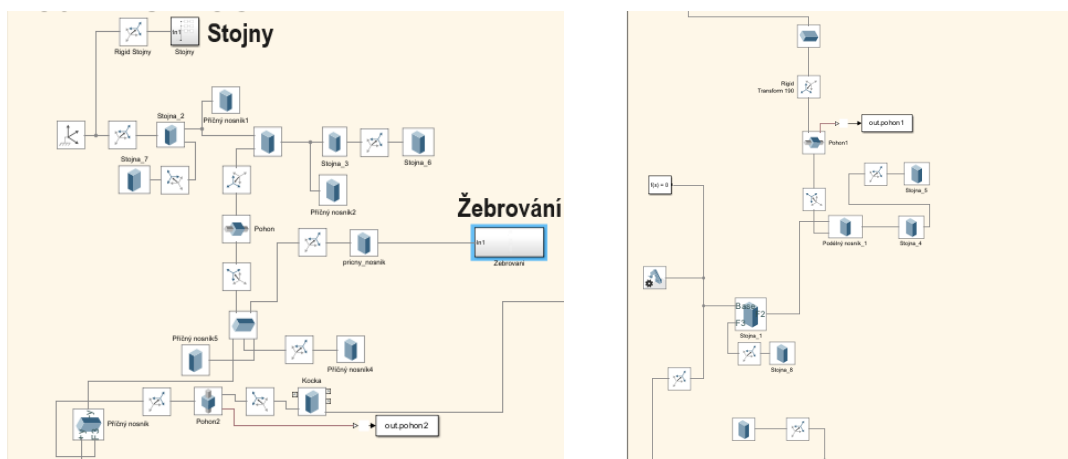 In1
Stojny
Rigid Stojny
Stojny
Stojna_2
Příčný nosník1
Stojna_7
Stojna_3
Stojna_6
Příčný nosník2
Pohon
Žebrování
In1
pricny_nosnik
Žebrovaní
Příčný nosník5
Příčný nosník4
Kocka
Příčný nosník
Pohon2
out.pohon2
Rigid
Transform 190
out.pohon1
Pohon1
f(x) = 0
Stojna_5
Podélný nosník_1
Stojna_4
Base
F2
F3
Stojna_1
Stojna_8